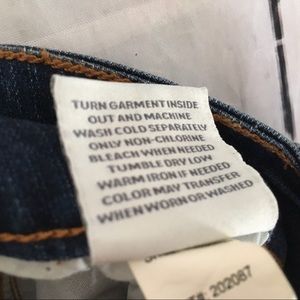 TURN GARMENT INSIDE
OUT AND MACHINE
WASH COLD SEPARATELY
ONLY NON-CHLORINE
BLEACH WHEN NEEDED
TUMBLE DRY LOW
WARM IRON IF NEEDED
COLOR MAY TRANSFER
WHEN WORN OR WASHED
202087